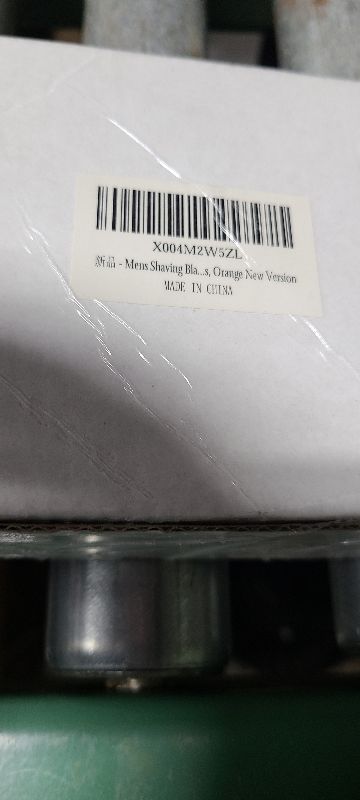 X004M2W5ZL
新品 - Mens Shaving Bla...s, Orange New Version
MADE IN CHINA